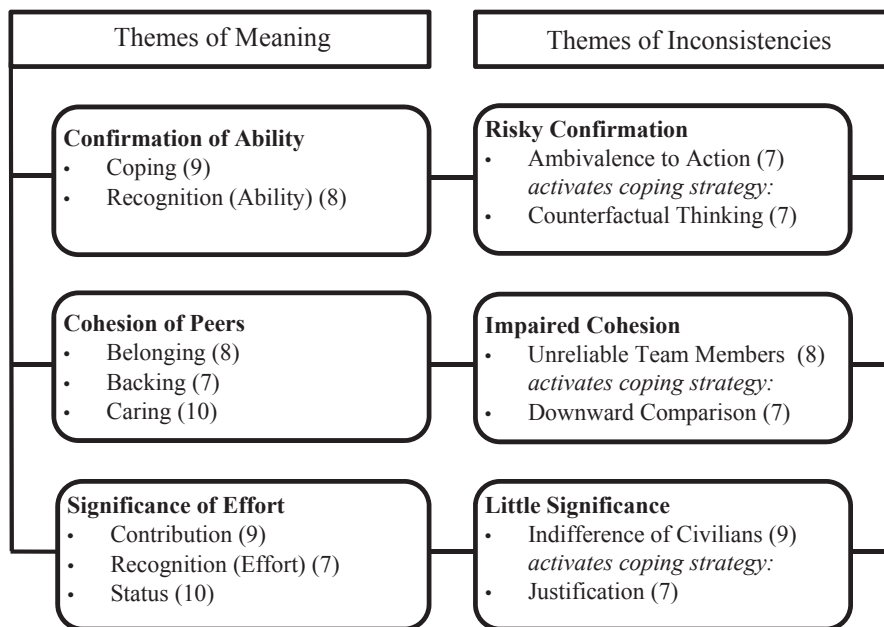 Themes of Meaning
Themes of Inconsistencies
Confirmation of Ability
• Coping (9)
• Recognition (Ability) (8)
Risky Confirmation
• Ambivalence to Action (7)
activates coping strategy:
• Counterfactual Thinking (7)
Cohesion of Peers
• Belonging (8)
• Backing (7)
• Caring (10)
Impaired Cohesion
• Unreliable Team Members (8)
activates coping strategy:
• Downward Comparison (7)
Significance of Effort
• Contribution (9)
• Recognition (Effort) (7)
• Status (10)
Little Significance
• Indifference of Civilians (9)
activates coping strategy:
• Justification (7)